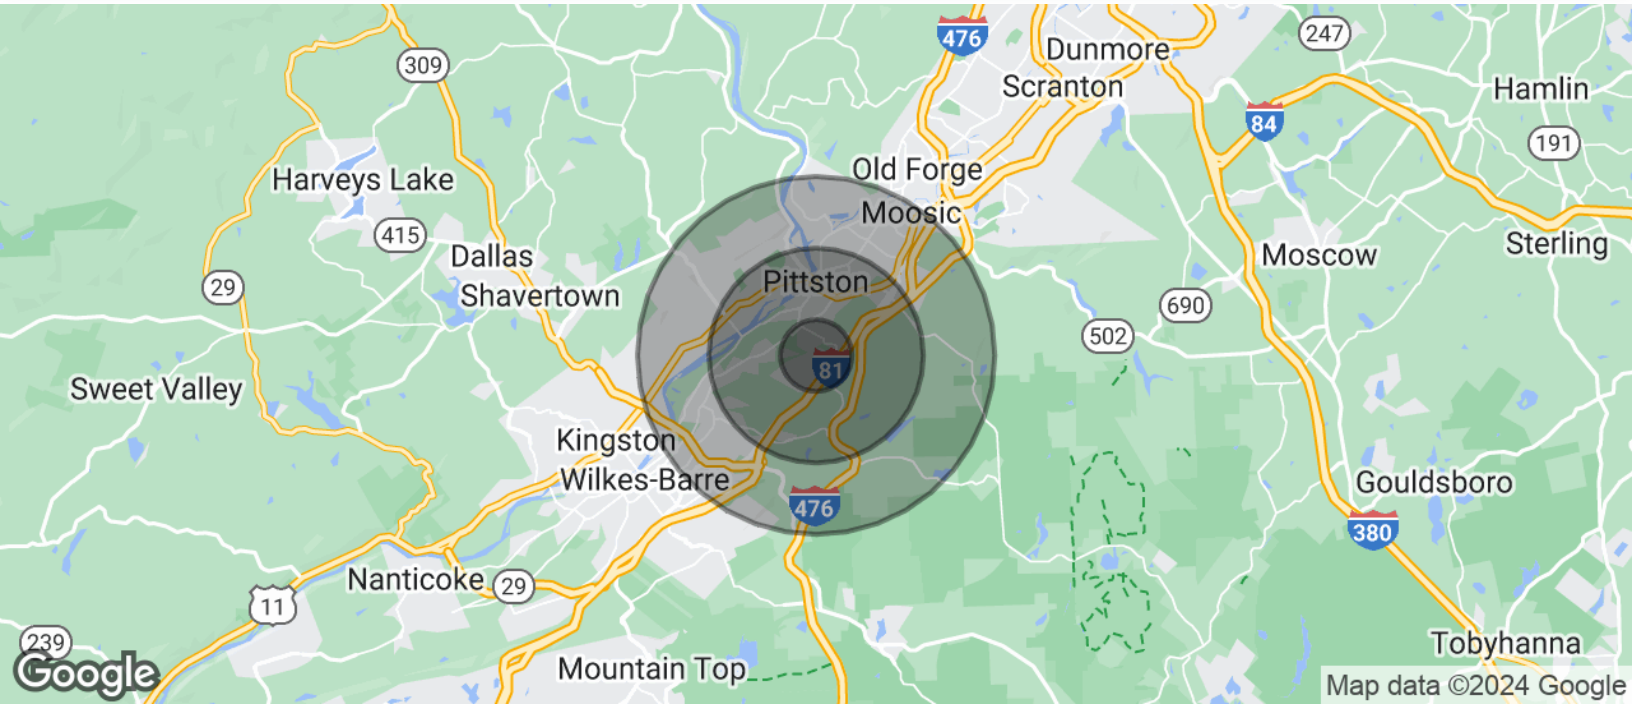 476
Dunmore
247
Scranton
309
Hamlin
84
191
Old Forge
Harveys Lake
Moosic
415
Dallas
Moscow
Sterling
29
Shavertown
Pittston
690
502
81
Sweet Valley
Kingston
Wilkes-Barre
476
Gouldsboro
380
Nanticoke
29
11
239
Mountain Top
Tobyhanna
Google
Map data ©2024 Google